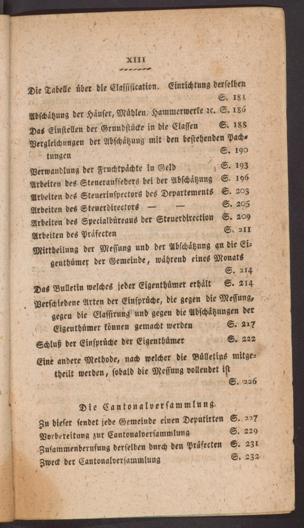 XIII
Die Tabelle über die Classification. Einrichtung derselben
S. 181
Abschätzung der Häuser, Mühlen, Hammerwerke ꝛc. S. 186
Das Einstellen der Grundstücke in die Classen S. 188
Vergleichungen der Abschätzung mit den bestehenden Pach-
tungen S. 190
Verwandlung der Fruchtpächte in Geld S. 193
Arbeiten des Steueraufsehers bei der Abschätzung S. 196
Arbeiten des Steuerinspectors des Departements S. 203
Arbeiten des Steuerdirectors — — S. 205
Arbeiten des Specialbüreaus der Steuerdirection S. 209
Arbeiten des Präfecten S. 211
Mittheilung der Messung und der Abschätzung an die Ei-
genthümer der Gemeinde, während eines Monats
S. 214
Das Bulletin welches jeder Eigenthümer erhält S. 214
Verschiedene Arten der Einsprüche, die gegen die Messung,
gegen die Classirung und gegen die Abschätzungen der
Eigenthümer können gemacht werden S. 217
Schluß der Einsprüche der Eigenthümer S. 222
Eine andere Methode, nach welcher die Bülletins mitge-
theilt werden, sobald die Messung vollendet ist
S. 226
Die Cantonalversammlung.
Zu dieser sendet jede Gemeinde einen Deputirten S. 227
Vorbereitung zur Cantonalversammlung S. 229
Zusammenberufung derselben durch den Präfecten S. 231
Zweck der Cantonalversammlung S. 232